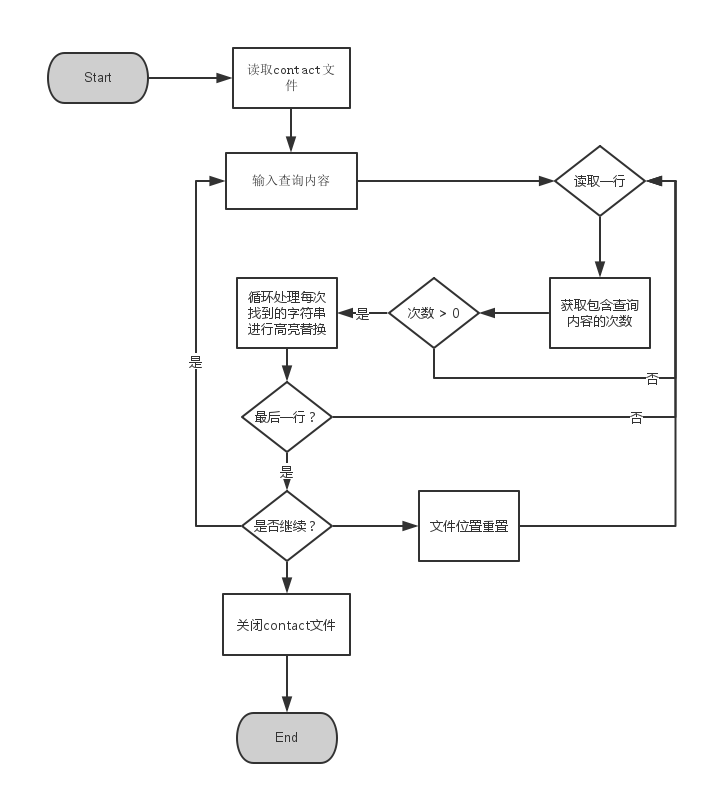 Start
读取contact文
件
输入查询内容
读取一行
循环处理每次
找到的字符串
进行高亮替换
是
次数 > 0
获取包含查询
内容的次数
是
否
最后一行？
否
是
是否继续？
文件位置重置
关闭contact文件
End